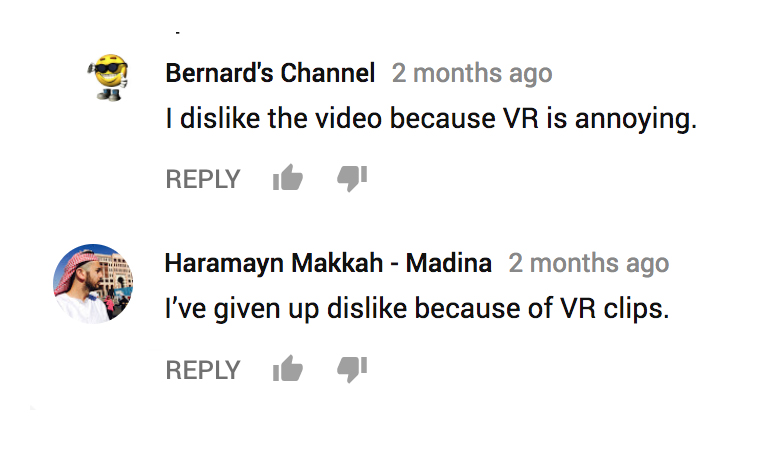 Bernard's Channel 2 months ago
I dislike the video because VR is annoying.
REPLY
Haramayn Makkah - Madina 2 months ago
I've given up dislike because of VR clips.
REPLY